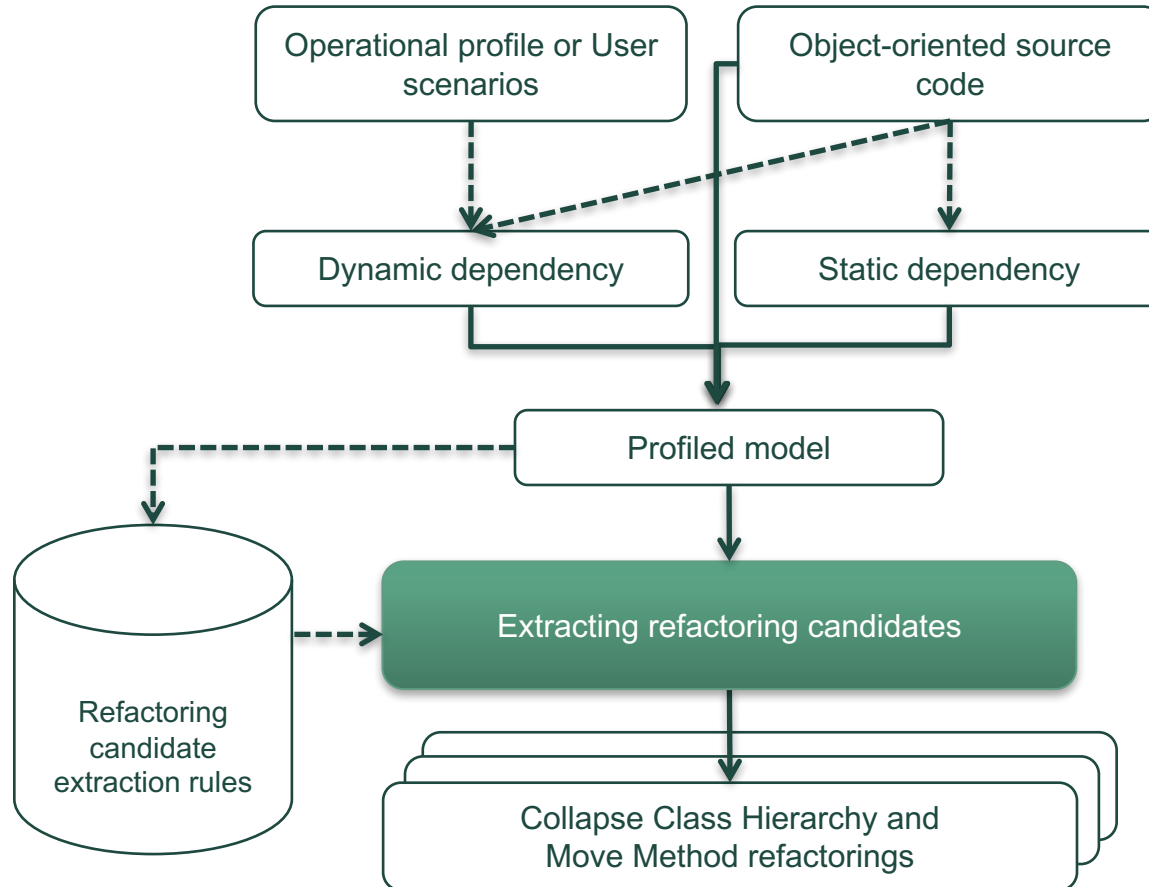 Operational profile or User
scenarios
Object-oriented source
code
Dynamic dependency
Static dependency
Profiled model
Extracting refactoring candidates
Refactoring
candidate
extraction rules
Collapse Class Hierarchy and
Move Method refactorings